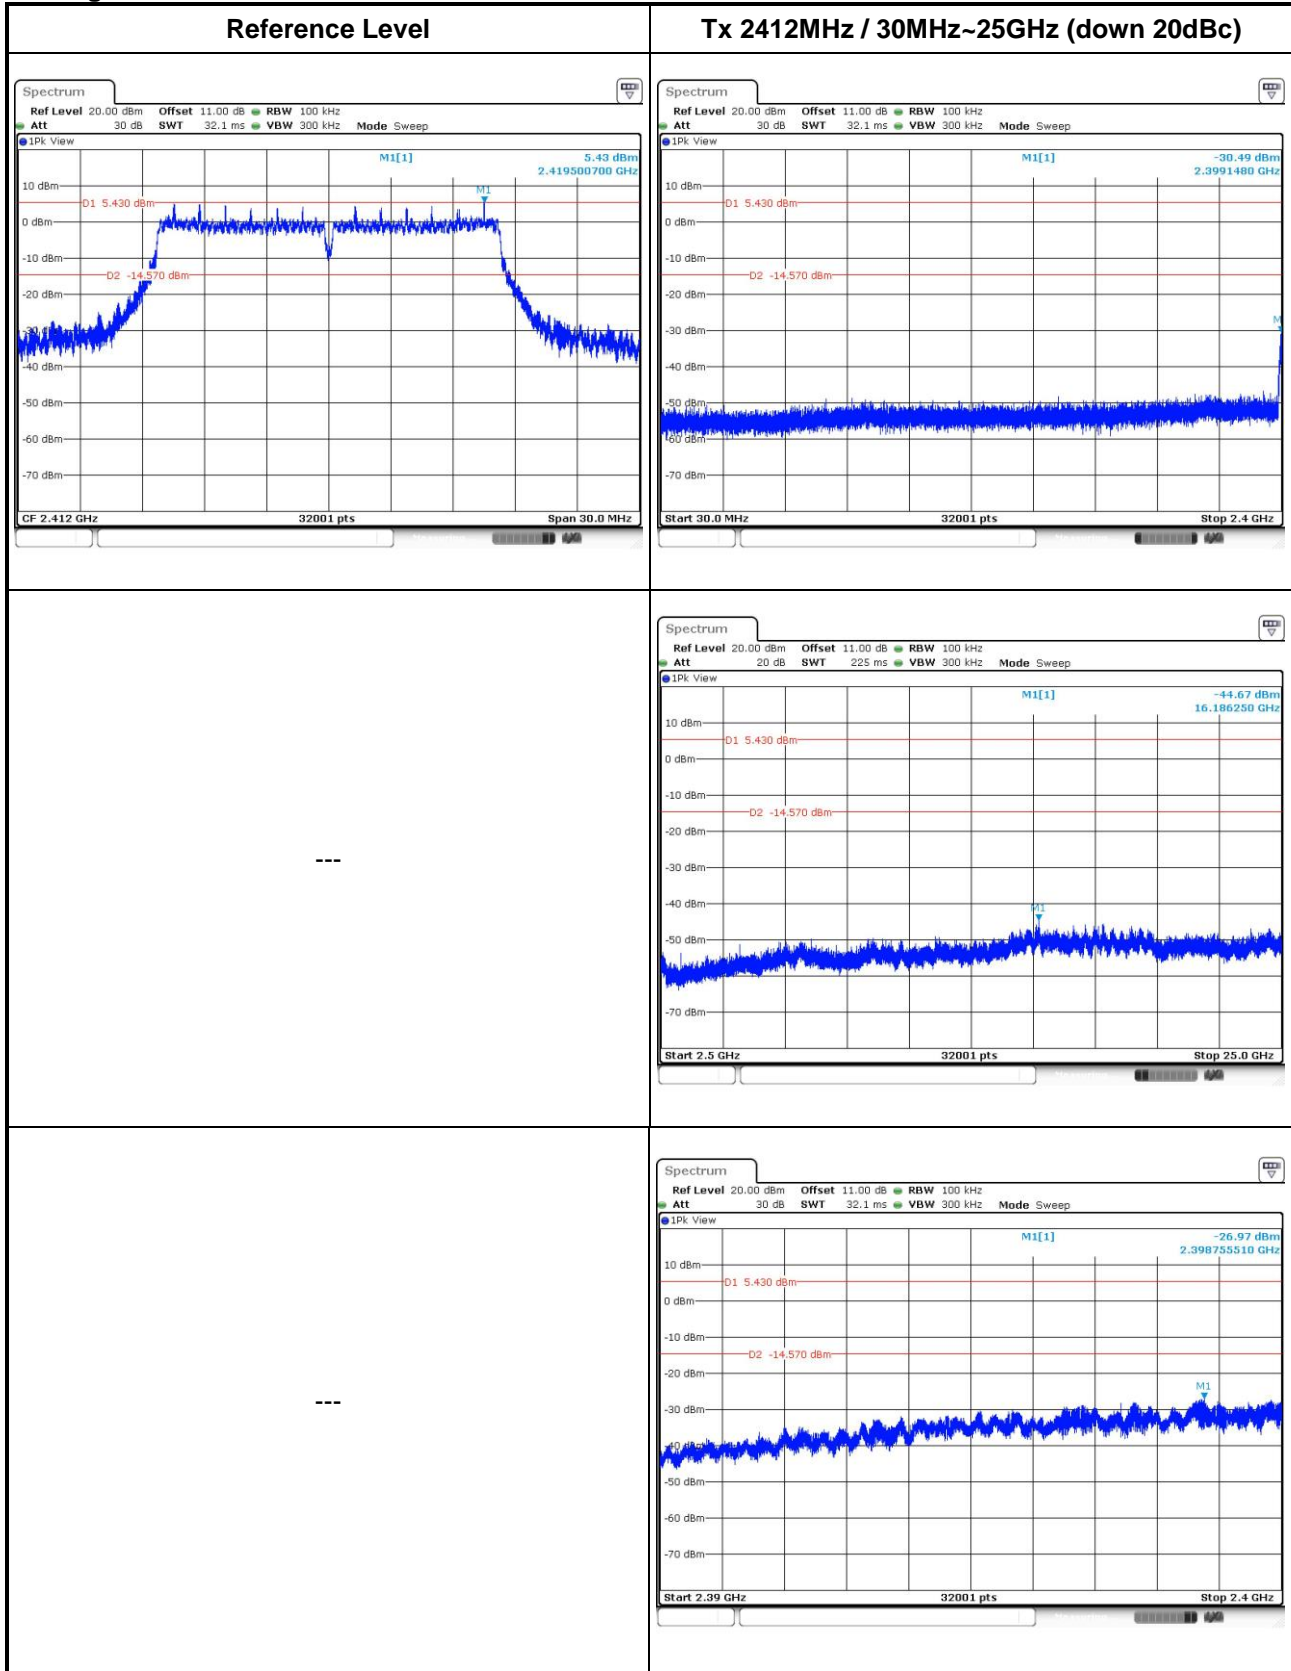 Reference Level
Tx 2412MHz / 30MHz~25GHz (down 20dBc)
Spectrum
Ref Level 20.00 dBm Offset 11.00 dB RBW 100 kHz
Att 30 dB SWT 32.1 ms VBW 300 kHz Mode Sweep
1Pk View
M1[1] 5.43 dBm
2.419500700 GHz
10 dBm
M1
D1 5.430 dBm
0 dBm
-10 dBm
D2 -14.570 dBm
-20 dBm
-40 dBm
-50 dBm
-60 dBm
-70 dBm
CF 2.412 GHz 32001 pts Span 30.0 MHz
Spectrum
Ref Level 20.00 dBm Offset 11.00 dB RBW 100 kHz
Att 30 dB SWT 32.1 ms VBW 300 kHz Mode Sweep
1Pk View
M1[1] -30.49 dBm
2.3991480 GHz
10 dBm
D1 5.430 dBm
0 dBm
-10 dBm
D2 -14.570 dBm
-20 dBm
-30 dBm
-40 dBm
-50 dBm
-60 dBm
-70 dBm
Start 30.0 MHz 32001 pts Stop 2.4 GHz
---
Spectrum
Ref Level 20.00 dBm Offset 11.00 dB RBW 100 kHz
Att 20 dB SWT 225 ms VBW 300 kHz Mode Sweep
1Pk View
M1[1] -44.67 dBm
16.186250 GHz
10 dBm
D1 5.430 dBm
0 dBm
-10 dBm
D2 -14.570 dBm
-20 dBm
-30 dBm
-40 dBm
M1
-50 dBm
-70 dBm
Start 2.5 GHz 32001 pts Stop 25.0 GHz
---
Spectrum
Ref Level 20.00 dBm Offset 11.00 dB RBW 100 kHz
Att 30 dB SWT 32.1 ms VBW 300 kHz Mode Sweep
1Pk View
M1[1] -26.97 dBm
2.398755510 GHz
10 dBm
D1 5.430 dBm
0 dBm
-10 dBm
D2 -14.570 dBm
-20 dBm
M1
-30 dBm
-40 dBm
-50 dBm
-60 dBm
-70 dBm
Start 2.39 GHz 32001 pts Stop 2.4 GHz